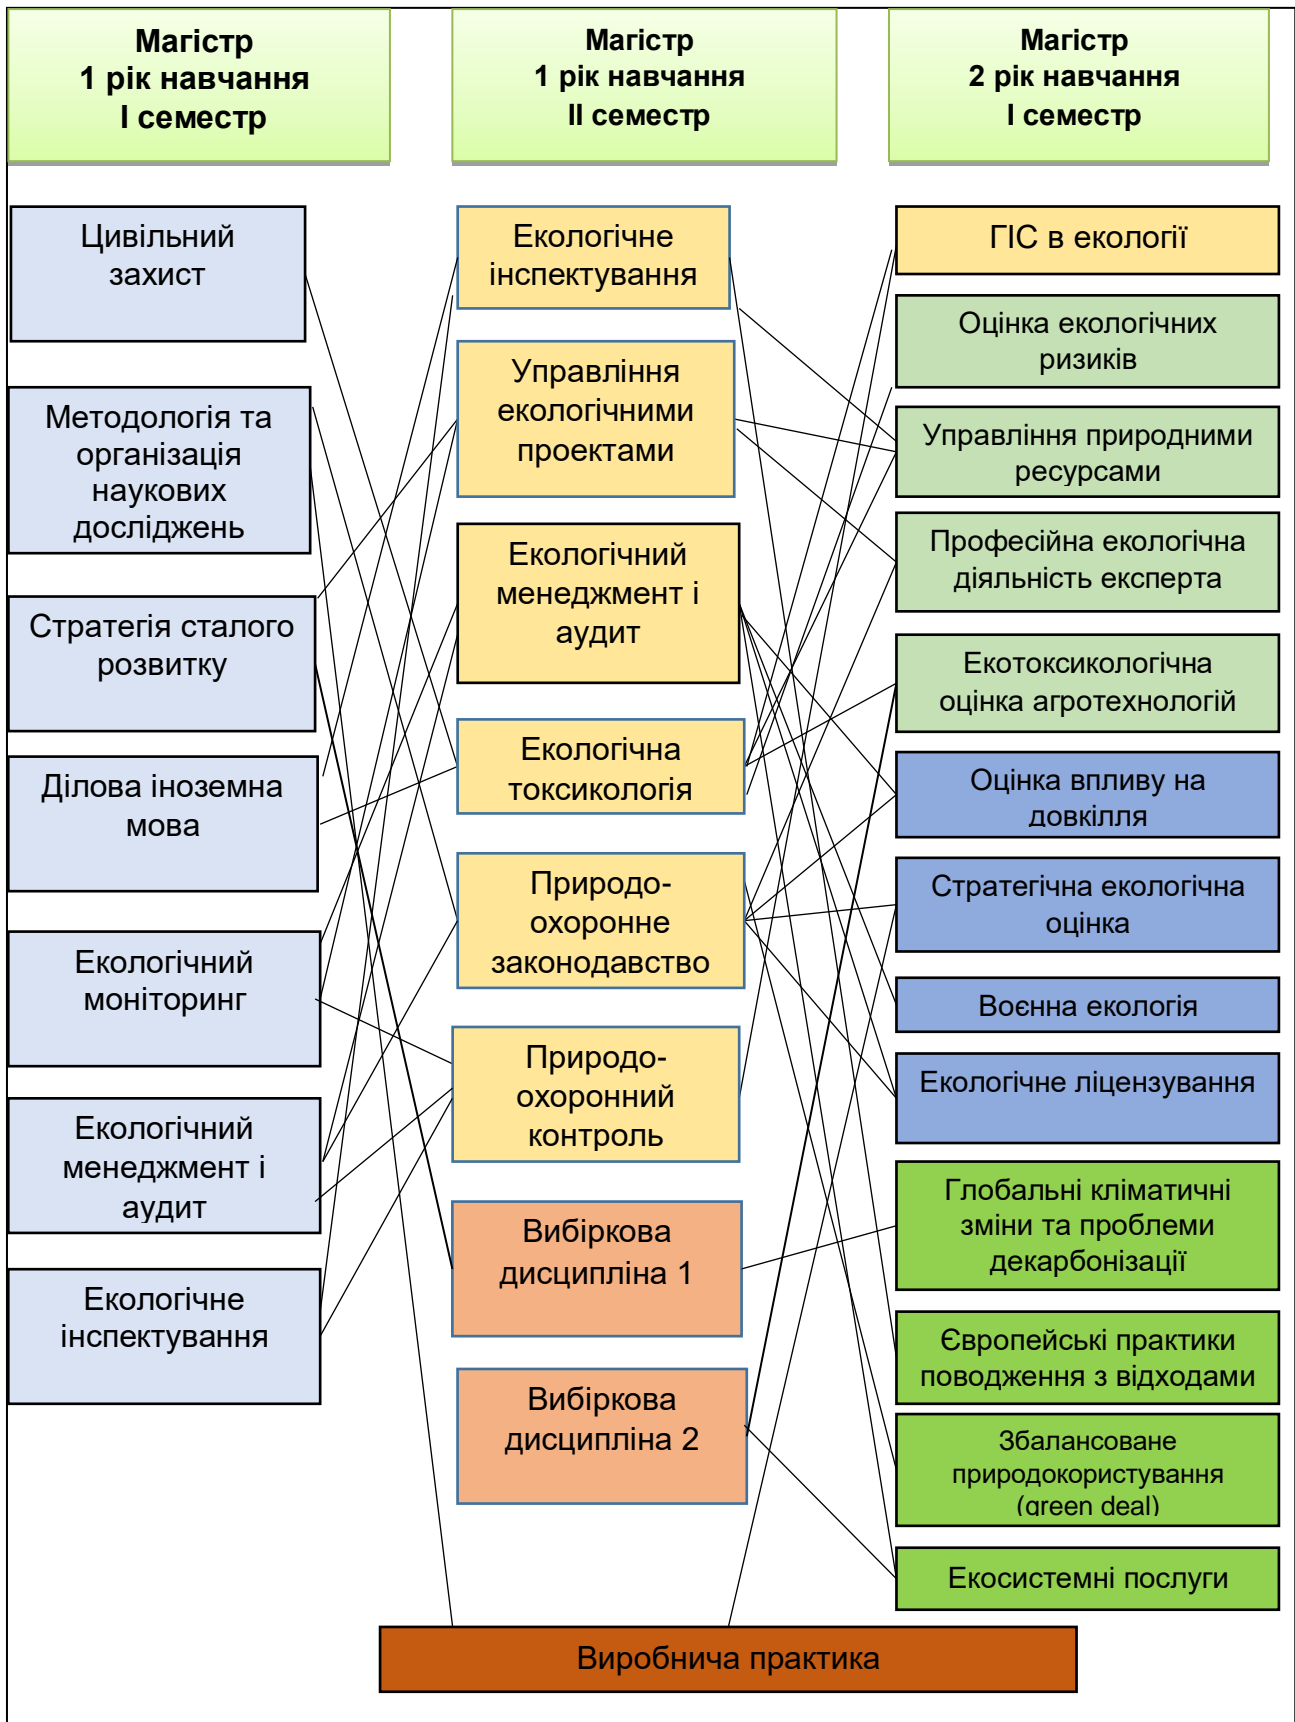 Магістр
1 рік навчання
І семестр
Магістр
1 рік навчання
ІІ семестр
Магістр
2 рік навчання
І семестр
Цивільний
захист
Методологія та
організація
наукових
досліджень
Стратегія сталого
розвитку
Ділова іноземна
мова
Екологічний
моніторинг
Екологічний
менеджмент і
аудит
Екологічне
інспектування
Екологічне
інспектування
Управління
екологічними
проектами
Екологічний
менеджмент і
аудит
Екологічна
токсикологія
Природо-
охоронне
законодавство
Природо-
охоронний
контроль
Вибіркова
дисципліна 1
Вибіркова
дисципліна 2
ГІС в екології
Оцінка екологічних
ризиків
Управління природними
ресурсами
Професійна екологічна
діяльність експерта
Екотоксикологічна
оцінка агротехнологій
Оцінка впливу на
довкілля
Стратегічна екологічна
оцінка
Воєнна екологія
Екологічне ліцензування
Глобальні кліматичні
зміни та проблеми
декарбонізації
Європейські практики
поводження з відходами
Збалансоване
природокористування
(green deal)
Екосистемні послуги
Виробнича практика